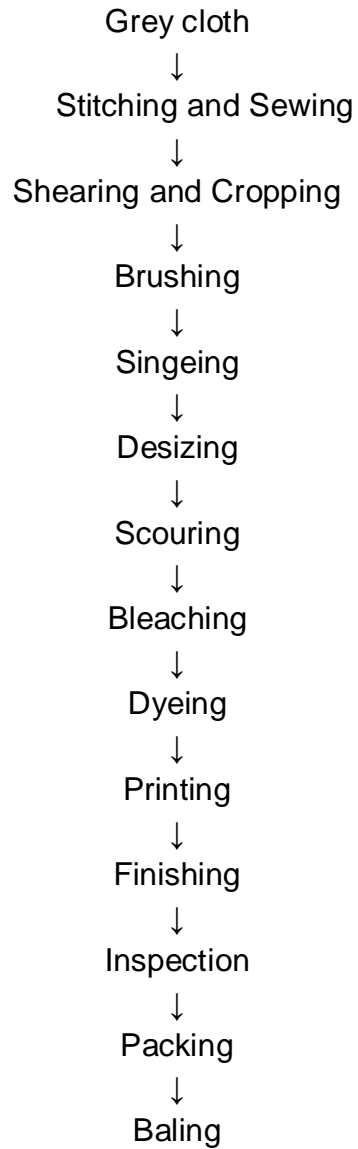 Grey cloth
↓
Stitching and Sewing
↓
Shearing and Cropping
↓
Brushing
↓
Singeing
↓
Desizing
↓
Scouring
↓
Bleaching
↓
Dyeing
↓
Printing
↓
Finishing
↓
Inspection
↓
Packing
↓
Baling